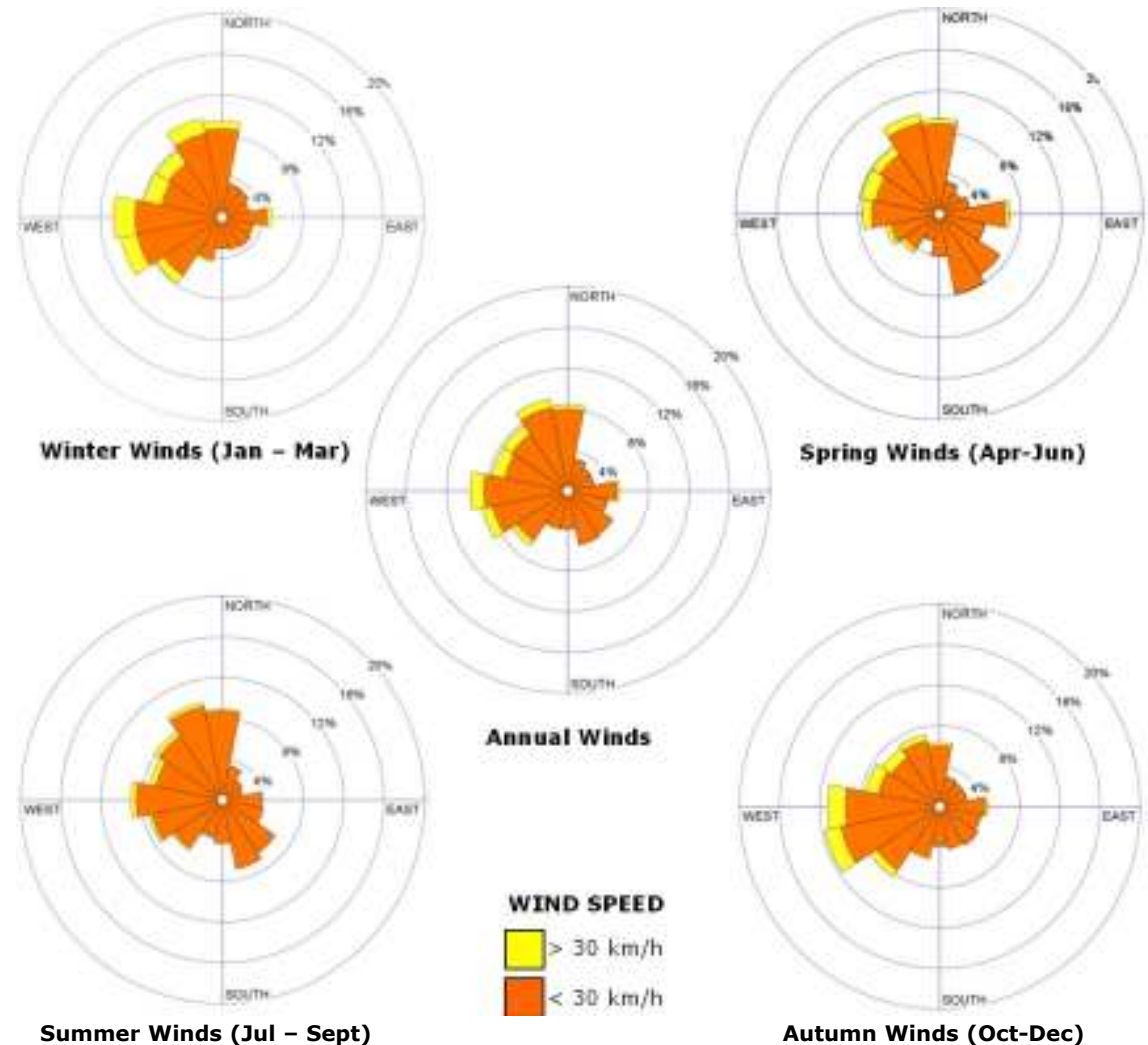 NORTH
20%
16%
12%
8%
4%
WEST
EAST
SOUTH
Winter Winds (Jan – Mar)
NORTH
16%
12%
8%
4%
WEST
EAST
SOUTH
Spring Winds (Apr-Jun)
NORTH
20%
16%
12%
8%
4%
WEST
EAST
SOUTH
Annual Winds
NORTH
20%
16%
12%
8%
4%
WEST
EAST
SOUTH
Summer Winds (Jul – Sept)
NORTH
20%
16%
12%
8%
4%
WEST
EAST
SOUTH
Autumn Winds (Oct-Dec)
WIND SPEED
> 30 km/h
< 30 km/h